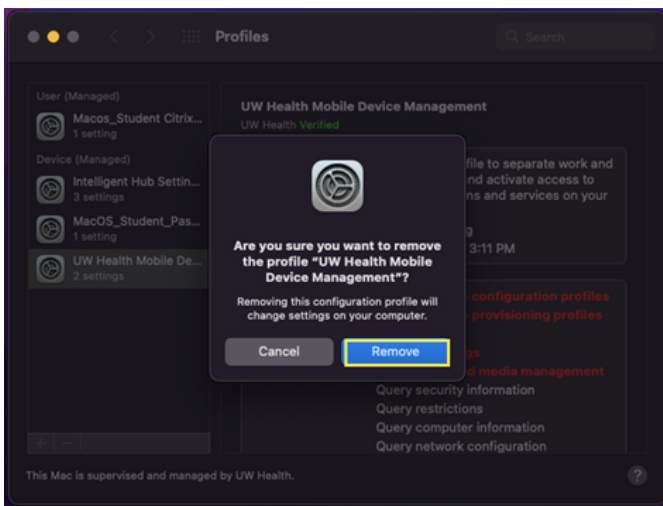 Profiles
Search
User (Managed)
Macos_Student Citrix...
1 setting
Device (Managed)
Intelligent Hub Settin...
3 settings
MacOS_Student_Pas...
1 setting
UW Health Mobile De...
2 settings
UW Health Mobile Device Management
UW Health Verified
file to separate work and
nd activate access to
ns and services on your
g
3:11 PM
Are you sure you want to remove
the profile “UW Health Mobile
Device Management”?
Removing this configuration profile will
change settings on your computer.
Cancel
Remove
configuration profiles
provisioning profiles
gs
d media management
Query security information
Query restrictions
Query computer information
Query network configuration
+ −
This Mac is supervised and managed by UW Health.
?